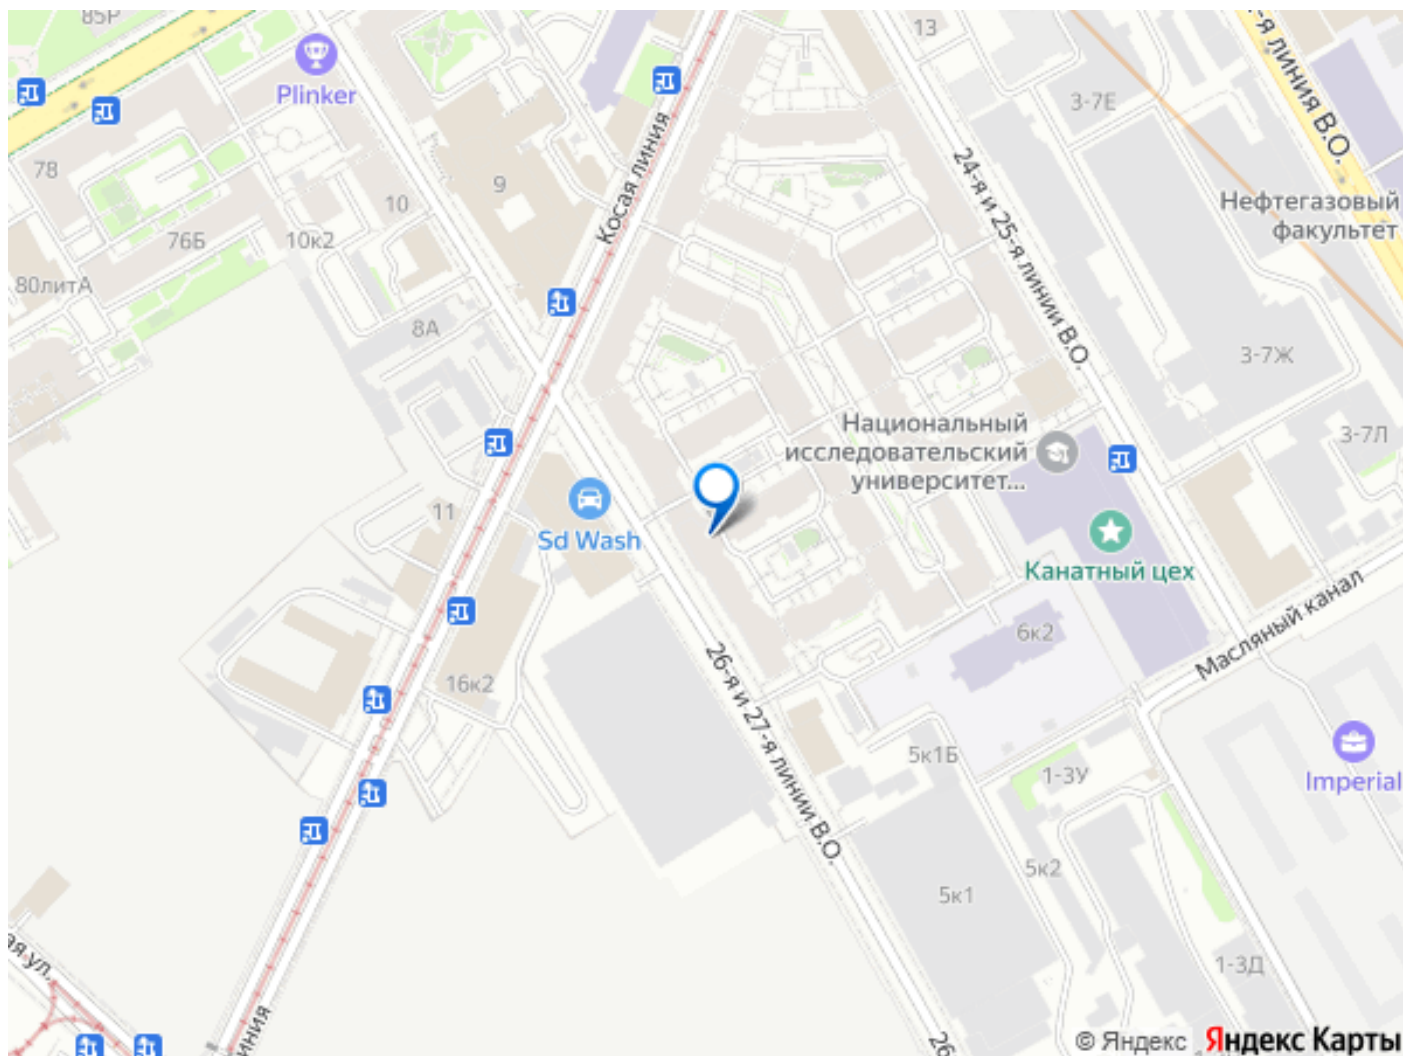 85Р
Plinker
78
76Б
80литА
10
10к2
9
8А
13
3-7Е
Косая линия
24-я и 25-я линии В.О.
-я линия В.О.
Нефтегазовый
факультет
3-7Ж
3-7Л
Национальный
исследовательский
университет...
Sd Wash
11
Канатный цех
6к2
Масляный канал
16к2
26-я и 27-я линии В.О.
5к1Б
1-3У
Imperial
5к2
5к1
1-3Д
ая ул.
иния
26
© Яндекс
Яндекс Карты